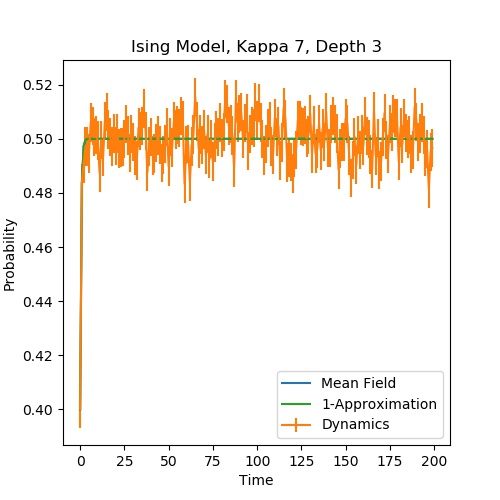 Ising Model, Kappa 7, Depth 3
0.52
0.50
0.48
0.46
0.44
0.42
0.40
Probability
Mean Field
1-Approximation
Dynamics
0 25 50 75 100 125 150 175 200
Time